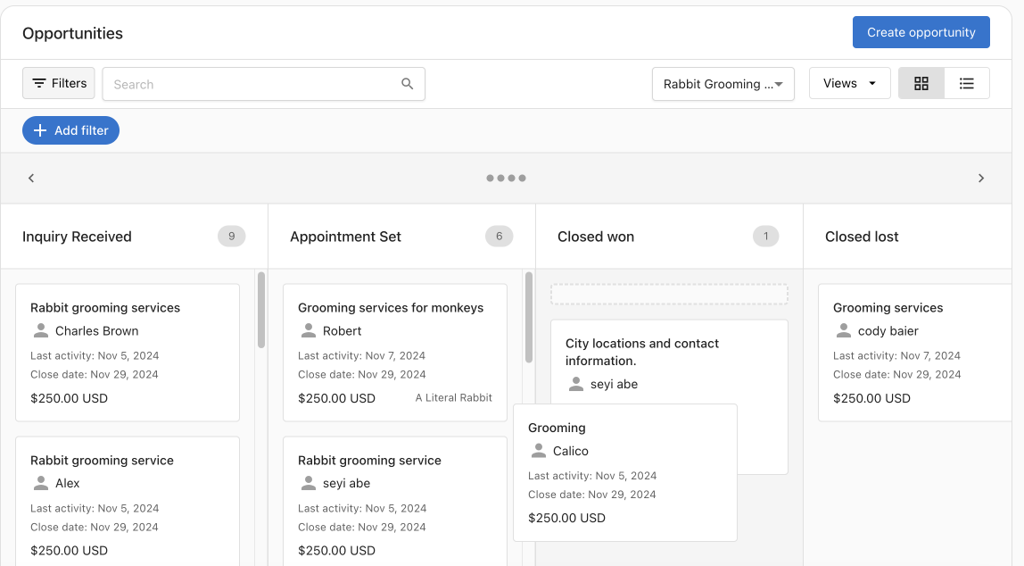 Opportunities
Create opportunity
Filters
Search
Rabbit Grooming ...
Views
Add filter
Inquiry Received
9
Appointment Set
6
Closed won
1
Closed lost
Rabbit grooming services
Charles Brown
Last activity: Nov 5, 2024
Close date: Nov 29, 2024
$250.00 USD
Rabbit grooming service
Alex
Last activity: Nov 5, 2024
Close date: Nov 29, 2024
$250.00 USD
Grooming services for monkeys
Robert
Last activity: Nov 7, 2024
Close date: Nov 29, 2024
$250.00 USD
A Literal Rabbit
Rabbit grooming service
seyi abe
Last activity: Nov 5, 2024
Close date: Nov 29, 2024
$250.00 USD
City locations and contact
information.
seyi abe
Grooming
Calico
Last activity: Nov 5, 2024
Close date: Nov 29, 2024
$250.00 USD
Grooming services
cody baier
Last activity: Nov 7, 2024
Close date: Nov 29, 2024
$250.00 USD